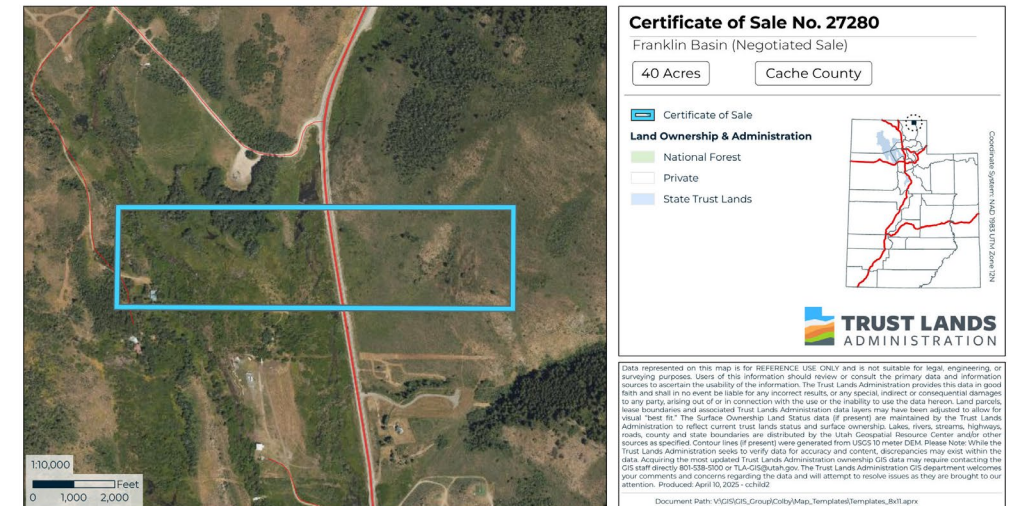 Certificate of Sale No. 27280
Franklin Basin (Negotiated Sale)
40 Acres
Cache County
Certificate of Sale
Land Ownership & Administration
National Forest
Private
State Trust Lands
Coordinate System: NAD 1983 UTM Zone 12N
TRUST LANDS
ADMINISTRATION
Data represented on this map is for REFERENCE USE ONLY and is not suitable for legal, engineering, or
surveying purposes. Users of this information should review or consult the primary data and information
sources to ascertain the usability of the information. The Trust Lands Administration provides this data in good
faith and shall in no event be liable for any incorrect results, or any special, indirect or consequential damages
to any party, arising out of or in connection with the use or the inability to use the data hereon. Land parcels,
lease boundaries and associated Trust Lands Administration data layers may have been adjusted to allow for
visual "best fit." The Surface Ownership Land Status data (if present) are maintained by the Trust Lands
Administration to reflect current trust lands status and surface ownership. Lakes, rivers, streams, highways,
roads, county and state boundaries are distributed by the Utah Geospatial Resource Center and/or other
sources as specified. Contour lines (if present) were generated from USGS 10 meter DEM. Please Note: While the
Trust Lands Administration seeks to verify data for accuracy and content, discrepancies may exist within the
data. Acquiring the most updated Trust Lands Administration ownership GIS data may require contacting the
GIS staff directly 801-538-5100 or TLA-GIS@utah.gov. The Trust Lands Administration GIS department welcomes
your comments and concerns regarding the data and will attempt to resolve issues as they are brought to our
attention. Produced: April 10, 2025 - cchild2
Document Path: V:\GIS\GIS_Group\Colby\Map_Templates\Templates_8x11.aprx
1:10,000
Feet
0 1,000 2,000